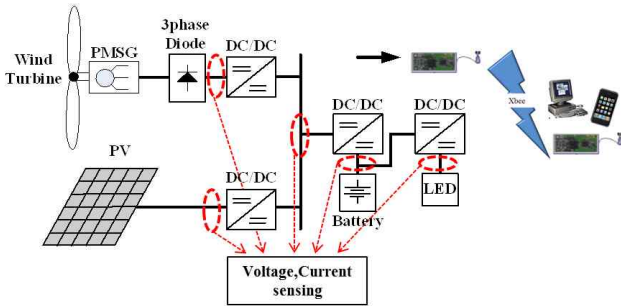 3phase
Diode
DC/DC
PMSG
Wind
Turbine
DC/DC
DC/DC
Xbee
PV
DC/DC
Battery
LED
Voltage,Current
sensing